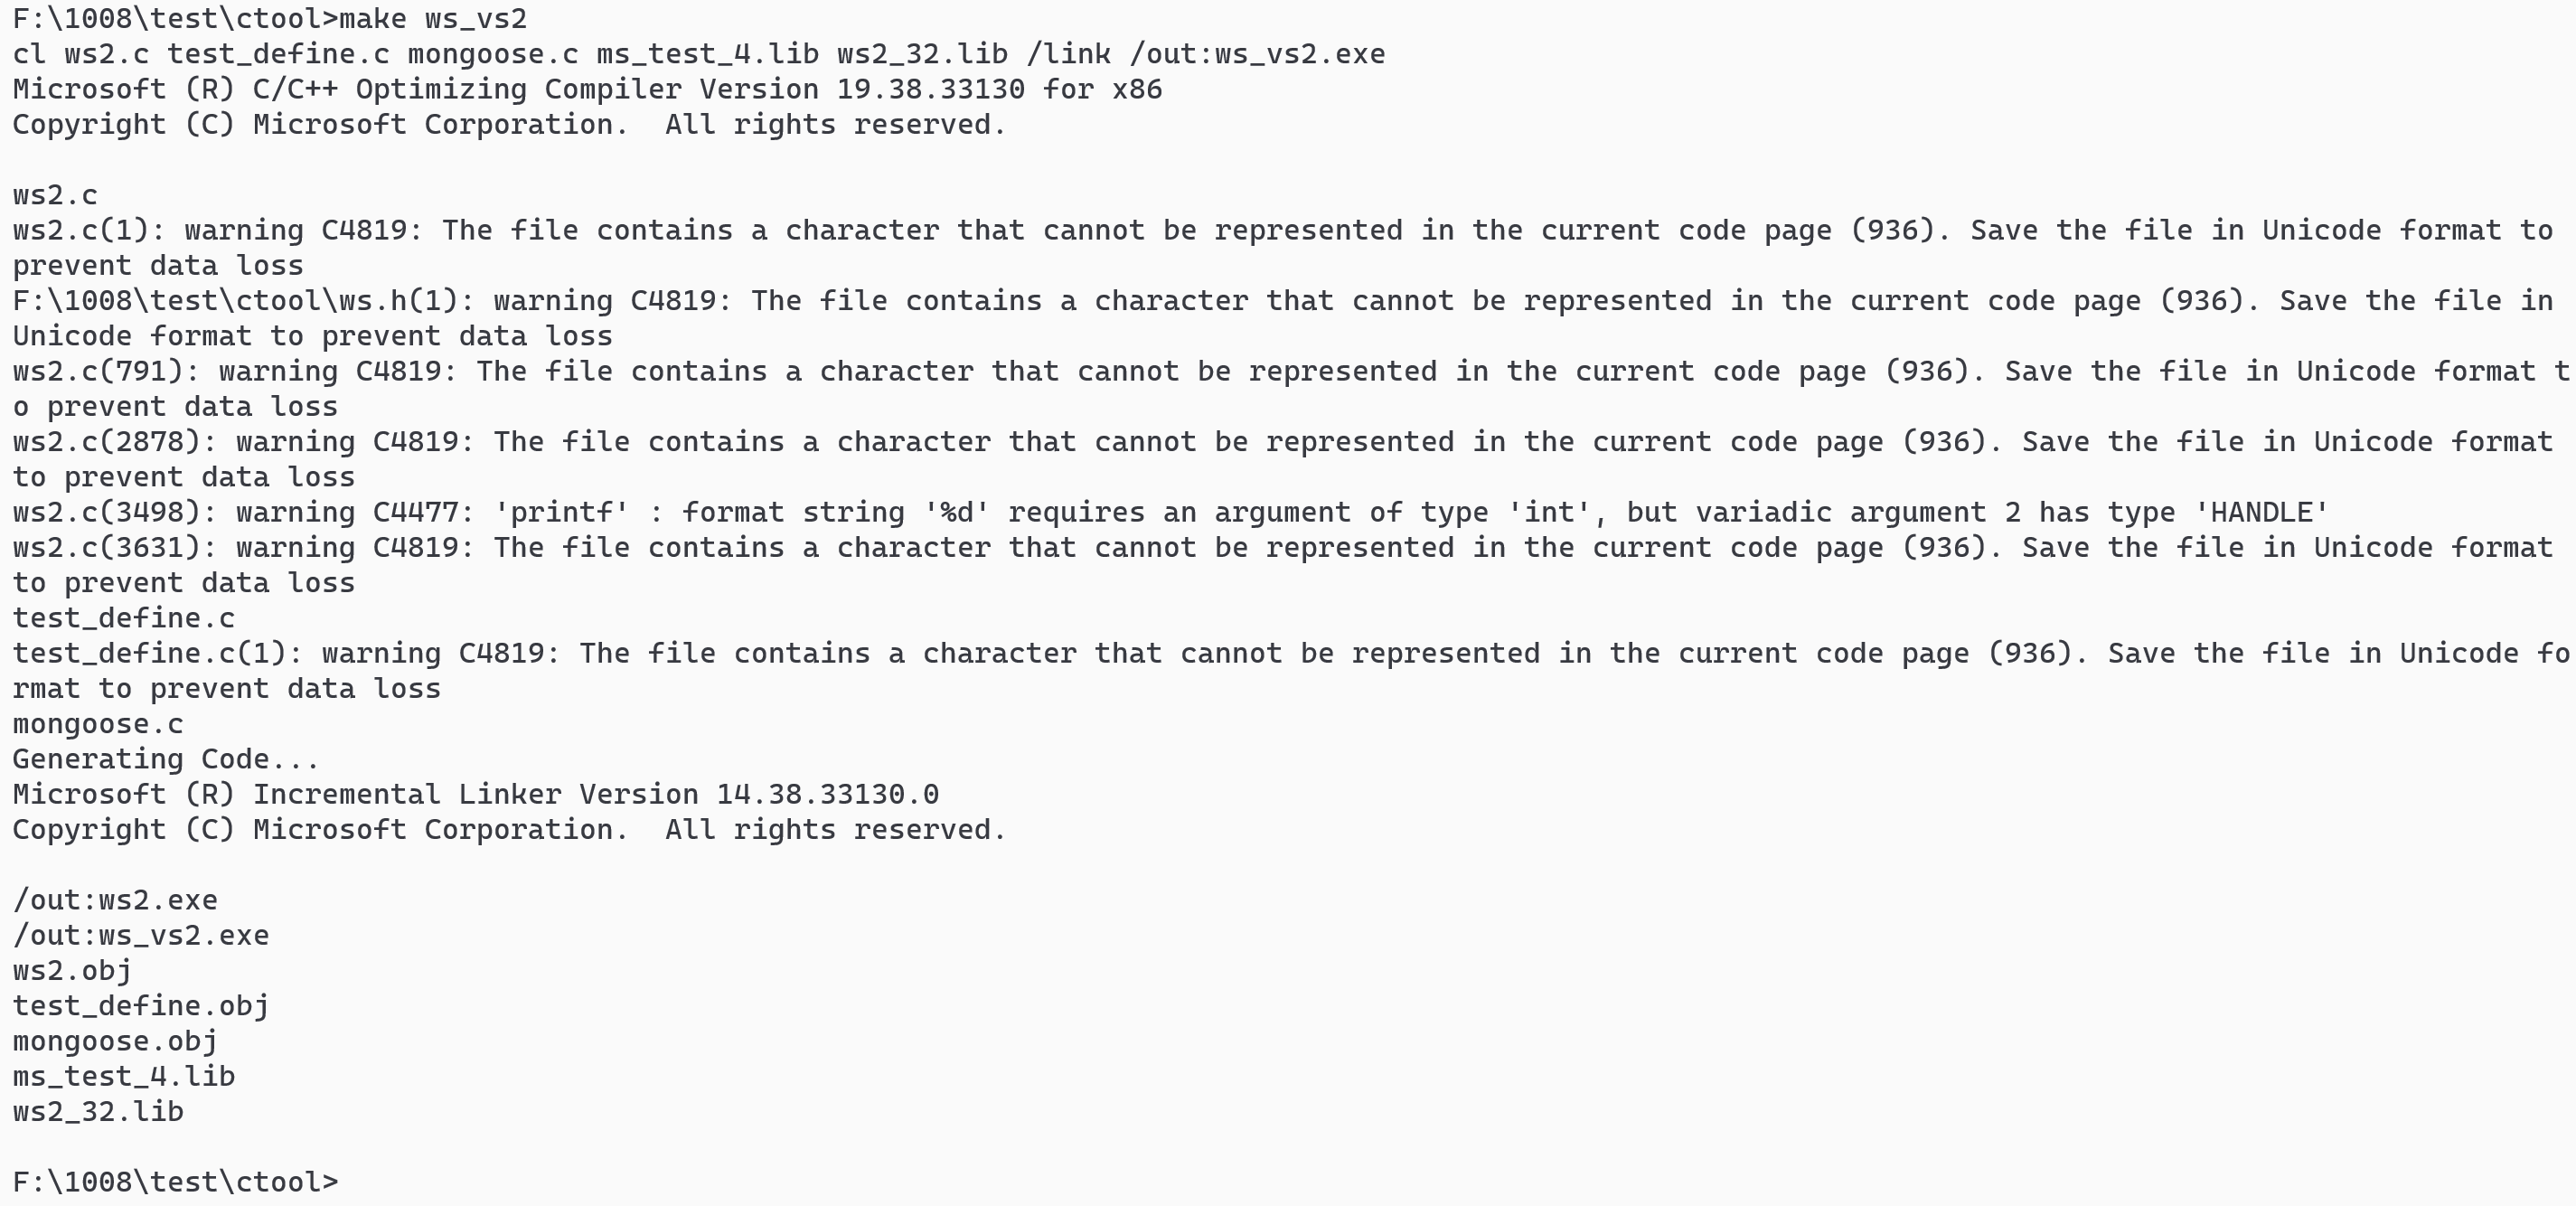 F:\1008\test\ctool>make ws_vs2
cl ws2.c test_define.c mongoose.c ms_test_4.lib ws2_32.lib /link /out:ws_vs2.exe
Microsoft (R) C/C++ Optimizing Compiler Version 19.38.33130 for x86
Copyright (C) Microsoft Corporation.  All rights reserved.

ws2.c
ws2.c(1): warning C4819: The file contains a character that cannot be represented in the current code page (936). Save the file in Unicode format to
prevent data loss
F:\1008\test\ctool\ws.h(1): warning C4819: The file contains a character that cannot be represented in the current code page (936). Save the file in
Unicode format to prevent data loss
ws2.c(791): warning C4819: The file contains a character that cannot be represented in the current code page (936). Save the file in Unicode format t
o prevent data loss
ws2.c(2878): warning C4819: The file contains a character that cannot be represented in the current code page (936). Save the file in Unicode format
to prevent data loss
ws2.c(3498): warning C4477: 'printf' : format string '%d' requires an argument of type 'int', but variadic argument 2 has type 'HANDLE'
ws2.c(3631): warning C4819: The file contains a character that cannot be represented in the current code page (936). Save the file in Unicode format
to prevent data loss
test_define.c
test_define.c(1): warning C4819: The file contains a character that cannot be represented in the current code page (936). Save the file in Unicode fo
rmat to prevent data loss
mongoose.c
Generating Code...
Microsoft (R) Incremental Linker Version 14.38.33130.0
Copyright (C) Microsoft Corporation.  All rights reserved.

/out:ws2.exe
/out:ws_vs2.exe
ws2.obj
test_define.obj
mongoose.obj
ms_test_4.lib
ws2_32.lib

F:\1008\test\ctool>